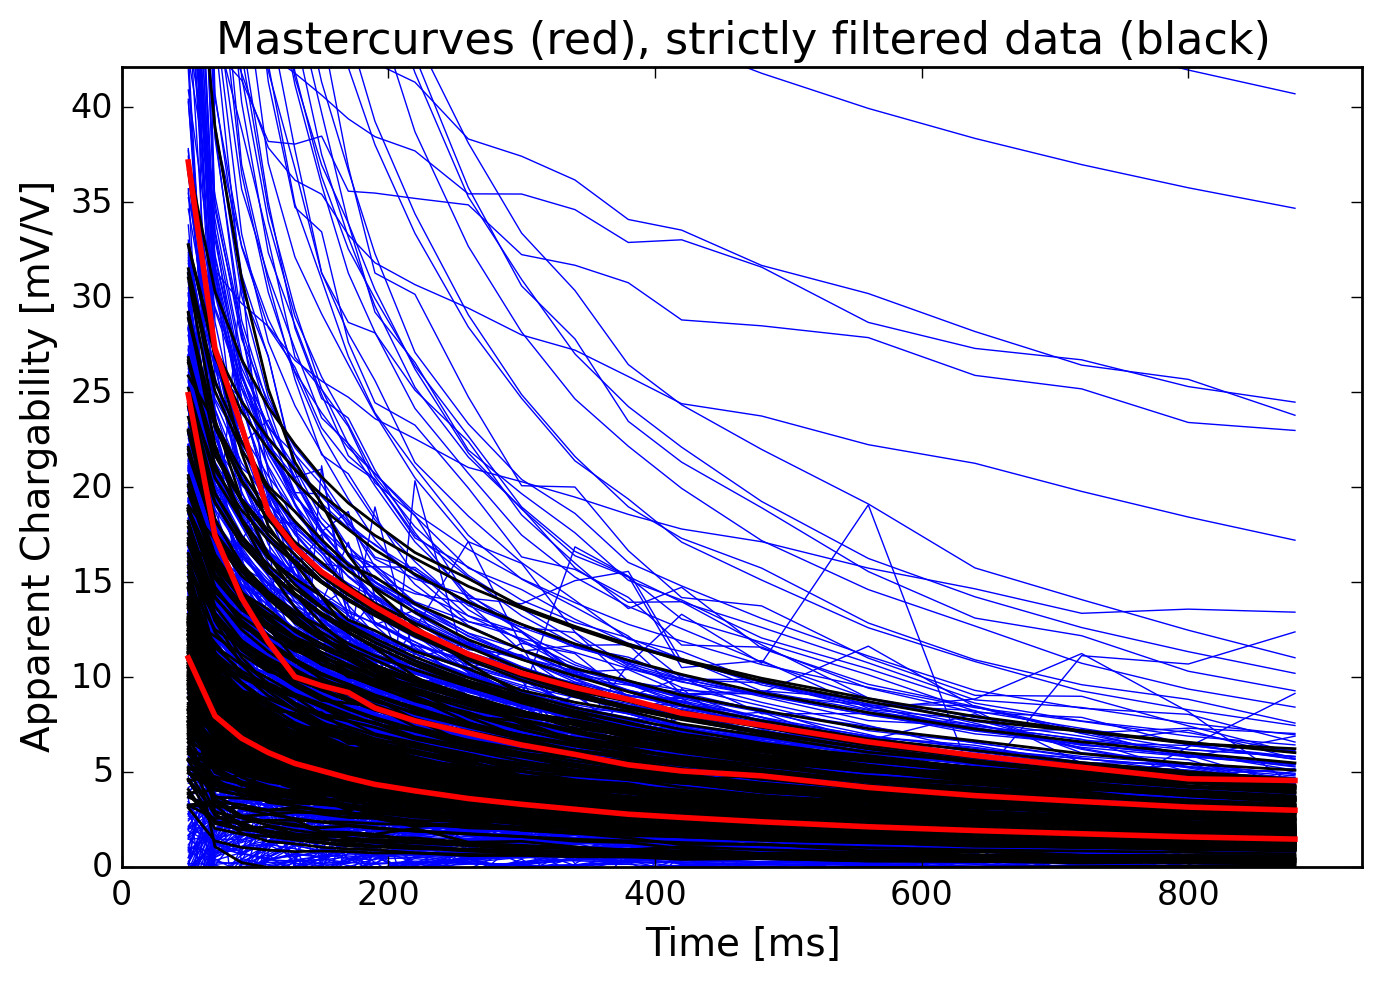 Mastercurves (red), strictly filtered data (black)
Apparent Chargability [mV/V]
40
35
30
25
20
15
10
5
0
0 200 400 600 800
Time [ms]